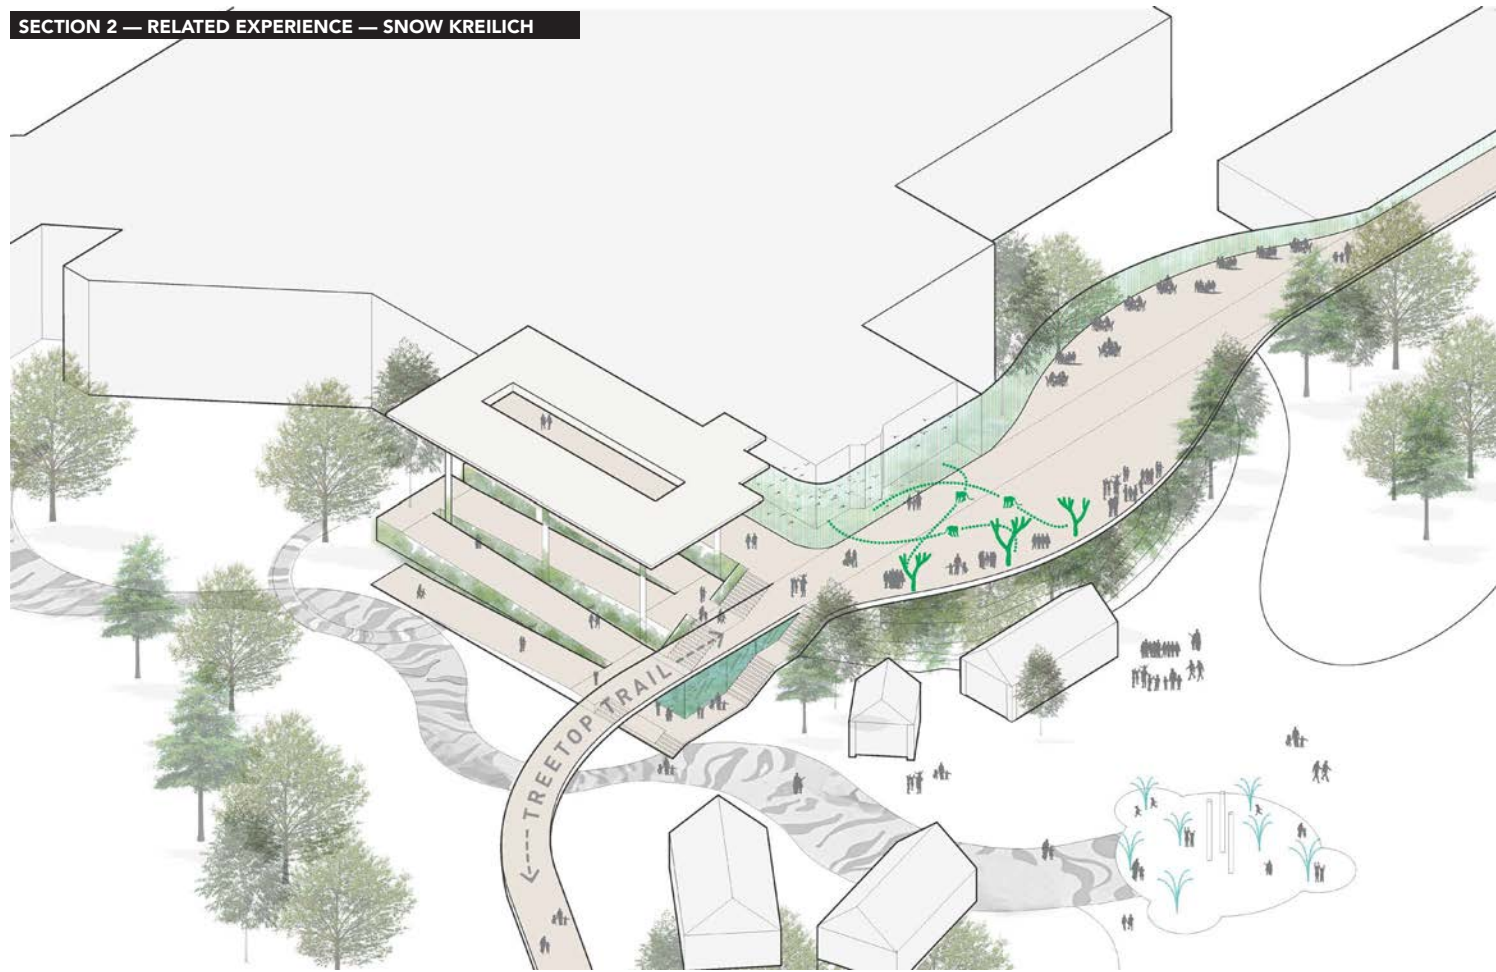 SECTION 2 — RELATED EXPERIENCE — SNOW KREILICH
TREETOP TRAIL